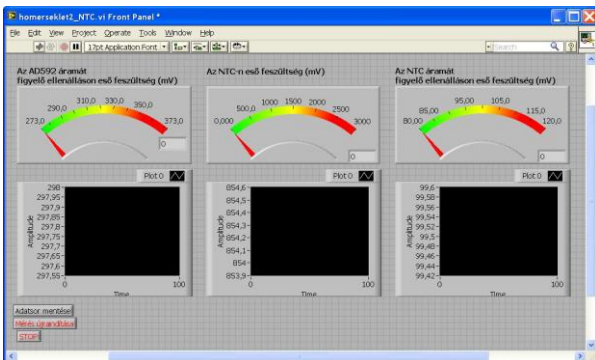 homerseklet2_NTC.vi Front Panel *
File Edit View Project Operate Tools Window Help
17pt Application Font
Search
Az AD592 áramát
figyelő ellenálláson eső feszültség (mV)
290,0 310,0 330,0 350,0
273,0 373,0
0
Az NTC-n eső feszültség (mV)
500,0 1000 1500 2000 2500
0,000 3000
0
Az NTC áramát
figyelő ellenálláson eső feszültség (mV)
85,00 95,00 105,0 115,0
80,00 120,0
0
Plot 0
298
297,95
297,9
297,85
297,8
297,75
297,7
297,65
297,6
297,55
Amplitude
0 100
Time
Plot 0
854,6
854,5
854,4
854,3
854,2
854,1
854
853,9
Amplitude
0 100
Time
Plot 0
99,6
99,58
99,56
99,54
99,52
99,5
99,48
99,46
99,44
99,42
Amplitude
0 100
Time
Adatsor mentése
Mérés újraindítása
STOP